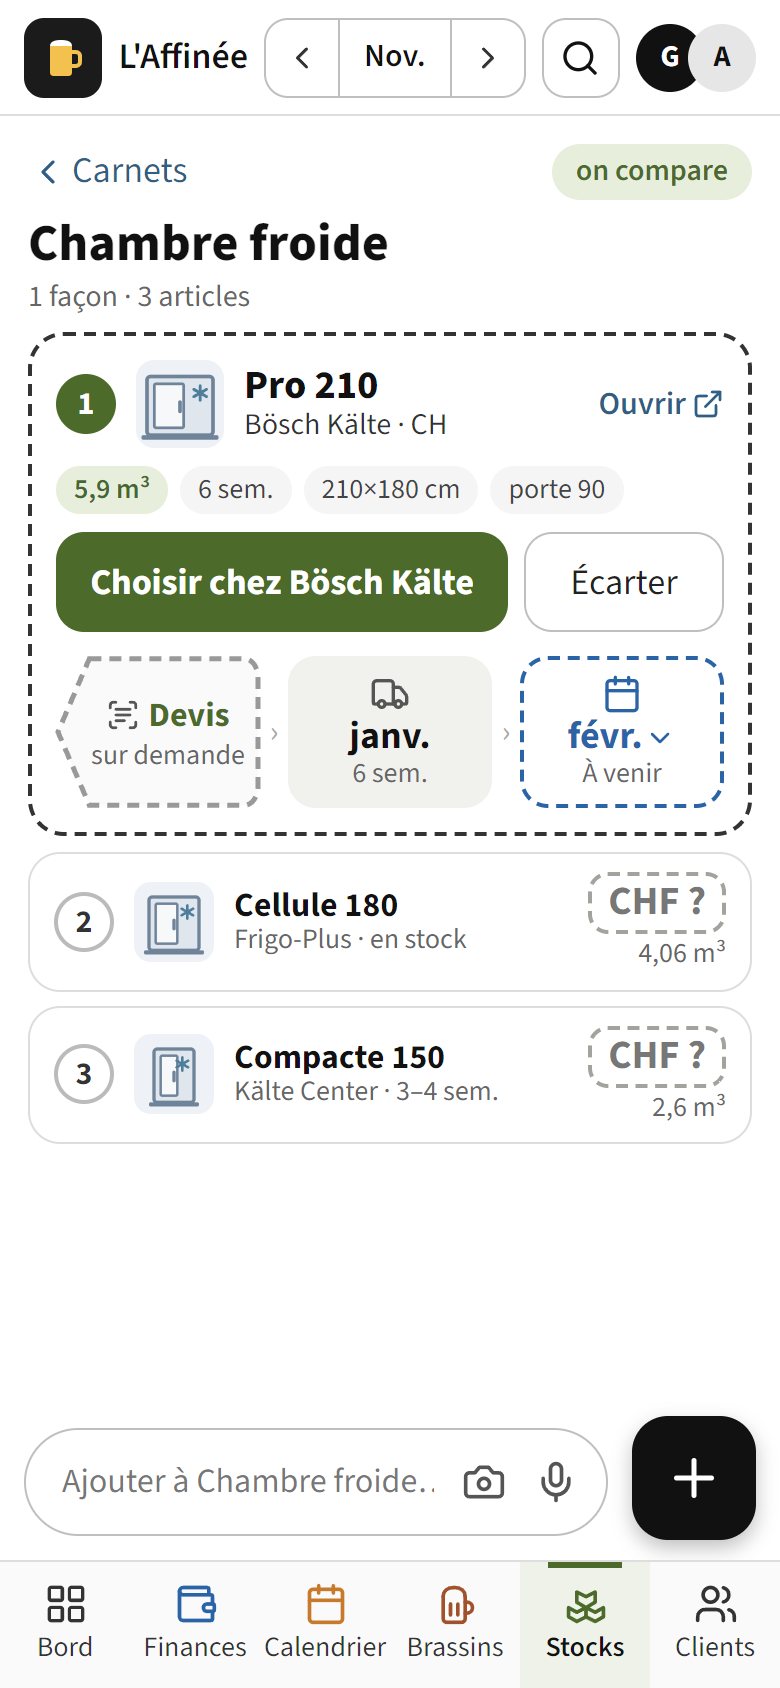 L'Affinée
Nov.
G
A
Carnets
on compare
Chambre froide
1 façon · 3 articles
1
Pro 210
Bösch Kälte · CH
Ouvrir
5,9 m³
6 sem.
210×180 cm
porte 90
Choisir chez Bösch Kälte
Écarter
Devis
sur demande
janv.
6 sem.
févr.
À venir
2
Cellule 180
Frigo-Plus · en stock
CHF ?
4,06 m³
3
Compacte 150
Kälte Center · 3–4 sem.
CHF ?
2,6 m³
Ajouter à Chambre froide..
Bord
Finances
Calendrier
Brassins
Stocks
Clients